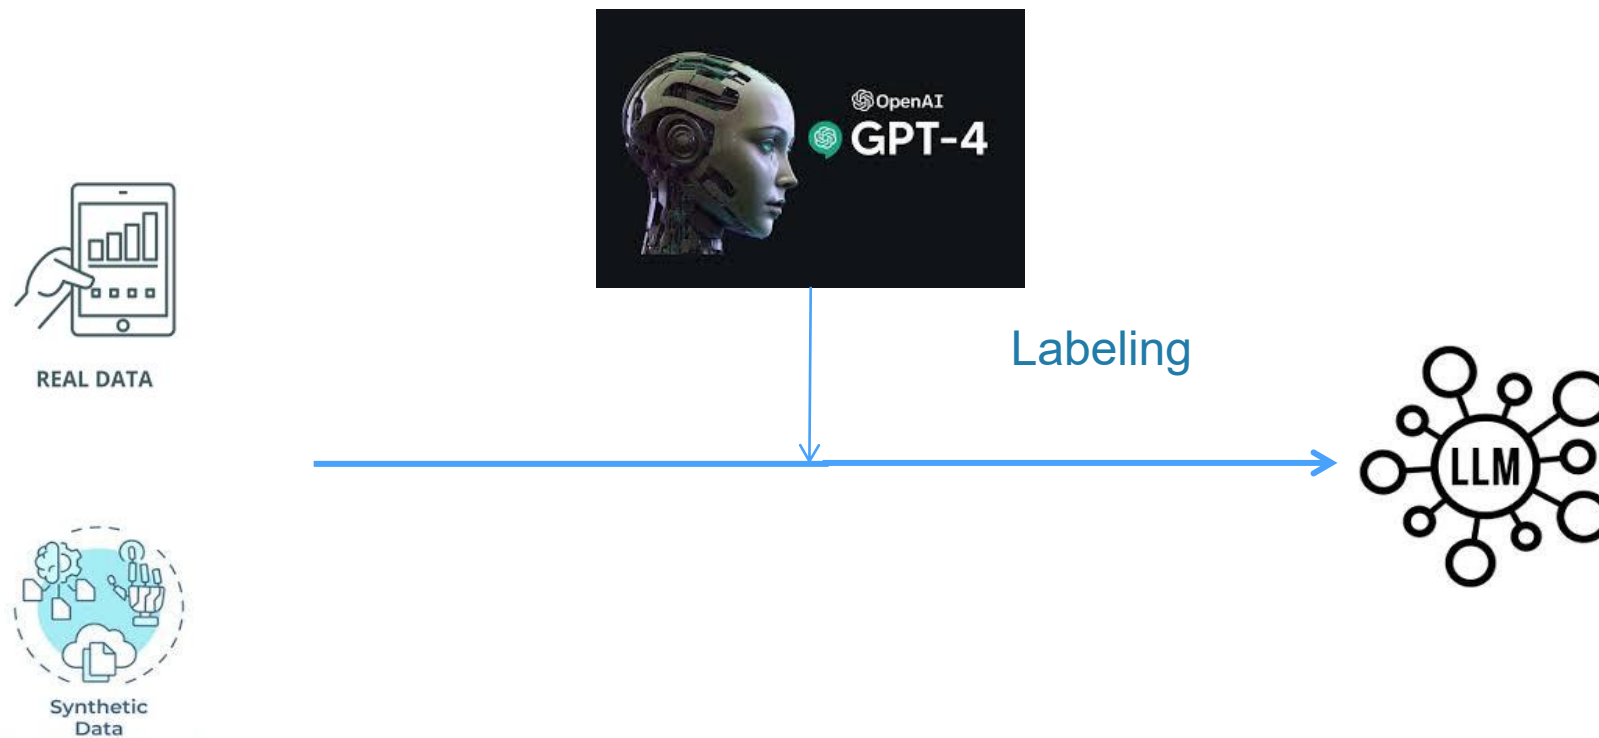 OpenAI
GPT-4
REAL DATA
Labeling
LLM
Synthetic
Data